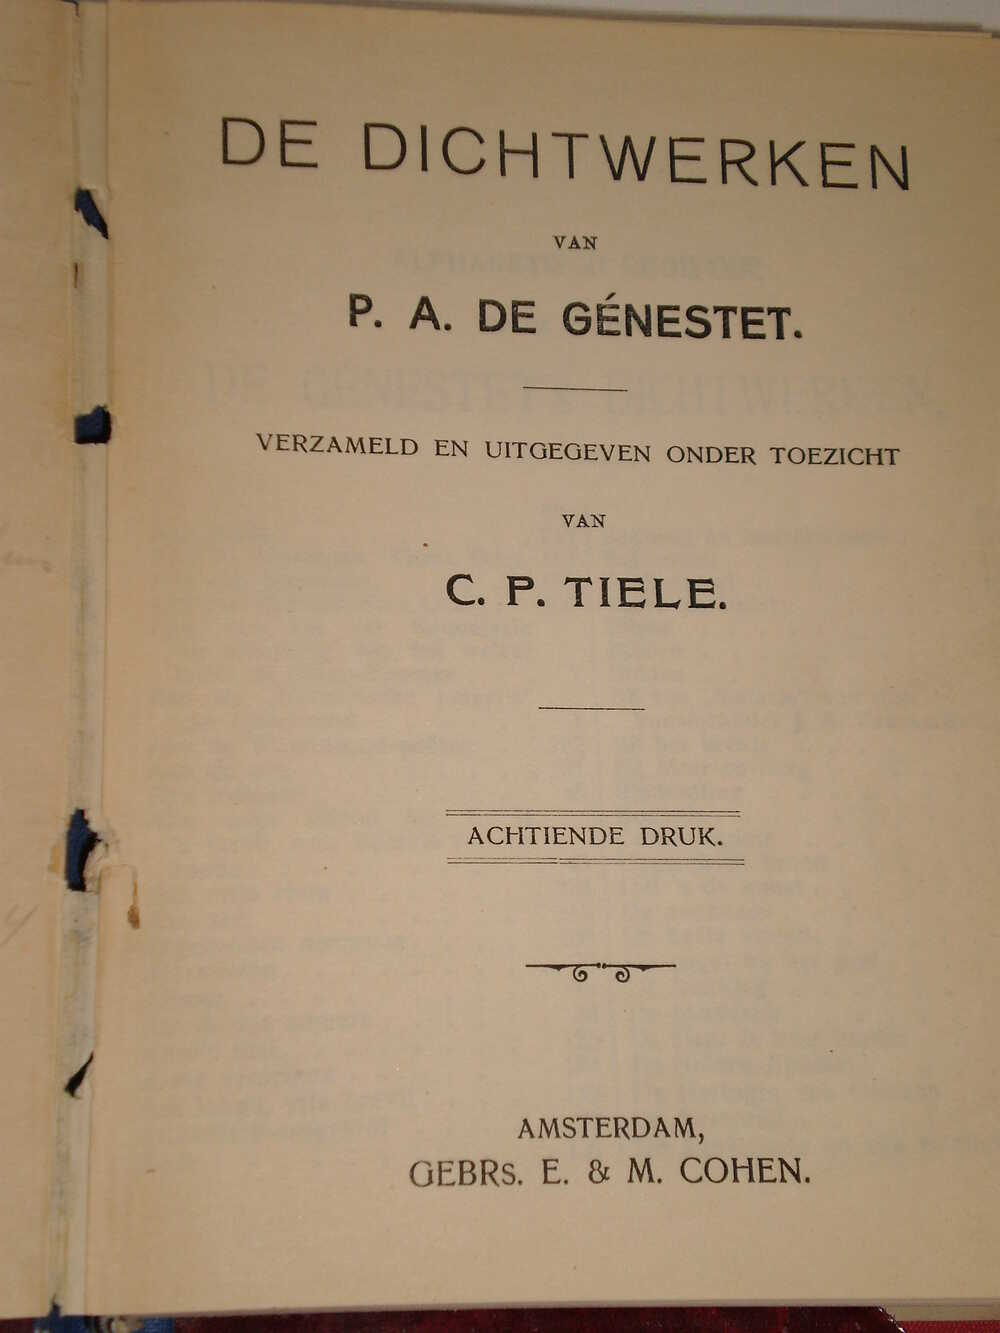 DE DICHTWERKEN
VAN
P. A. DE GÉNESTET.
VERZAMELD EN UITGEGEVEN ONDER TOEZICHT
VAN
C. P. TIELE.
ACHTIENDE DRUK.
AMSTERDAM,
GEBRS. E. & M. COHEN.